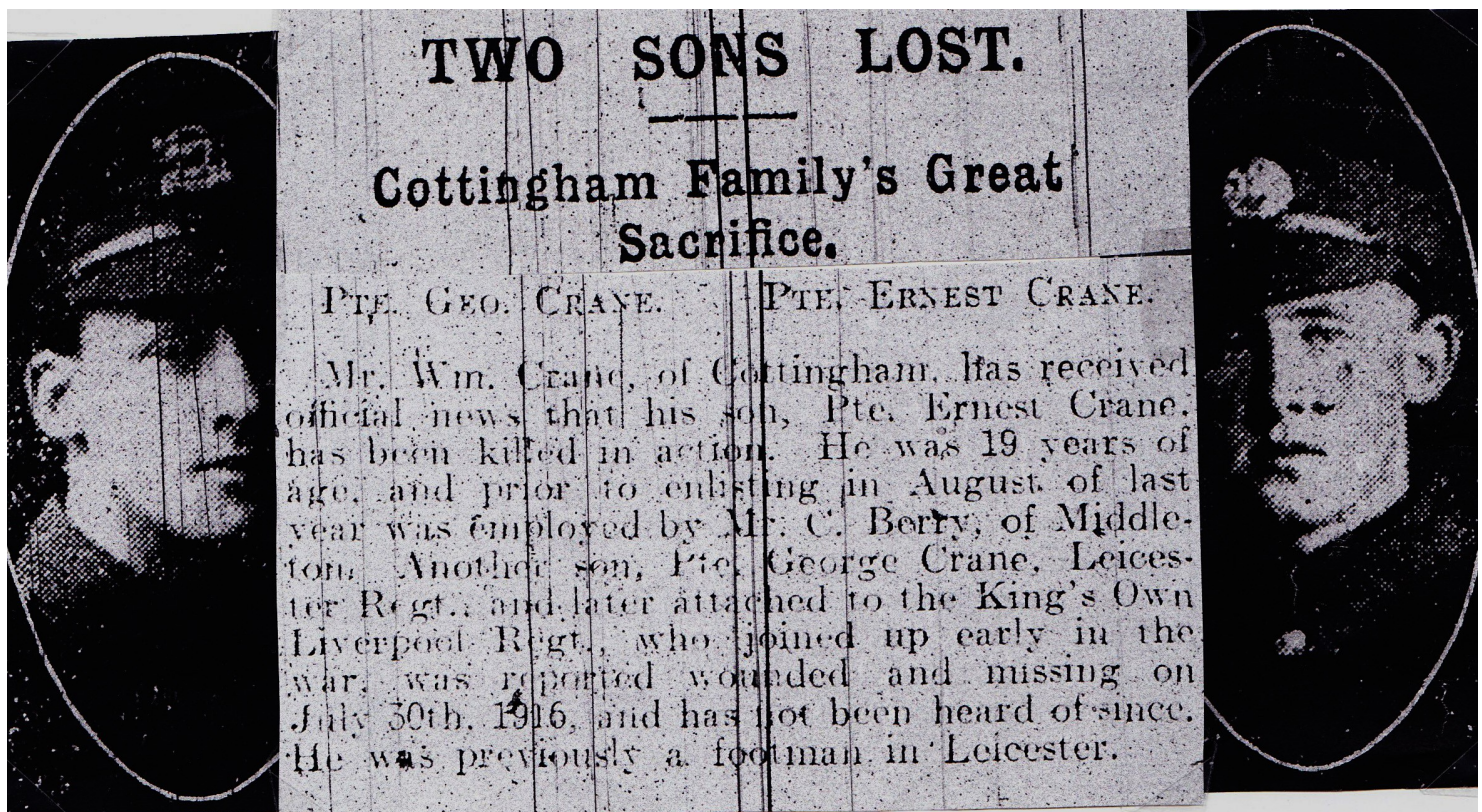 TWO SONS LOST.
Cottingham Family's Great
Sacrifice.
PTE. GEO. CRANE. PTE. ERNEST CRANE.
Mr. Wm. Crane, of Cottingham, has received
official news that his son, Pte. Ernest Crane,
has been killed in action. He was 19 years of
age, and prior to enlisting in August of last
year was employed by Mr. C. Berry, of Middle-
ton. Another son, Pte. George Crane, Leices-
ter Regt., and later attached to the King's Own
Liverpool Regt., who joined up early in the
war, was reported wounded and missing on
July 30th, 1916, and has not been heard of since.
He was previously a footman in Leicester.